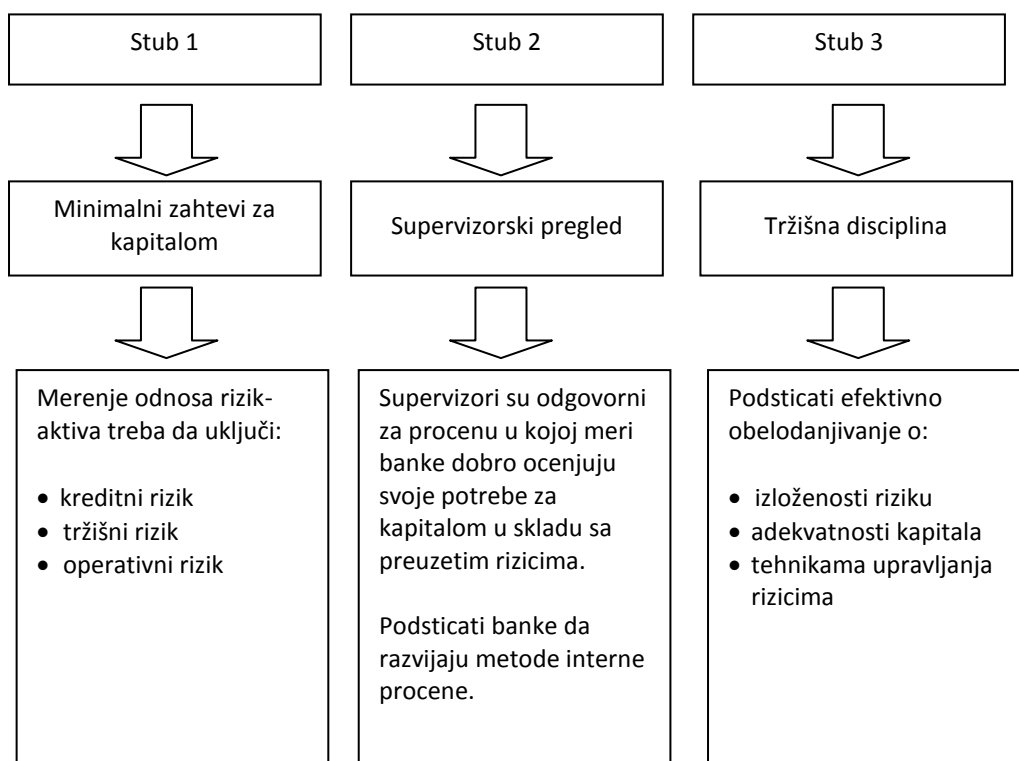 Stub 1
Stub 2
Stub 3
Minimalni zahtevi za
kapitalom
Supervizorski pregled
Tržišna disciplina
Merenje odnosa rizik-
aktiva treba da uključi:
• kreditni rizik
• tržišni rizik
• operativni rizik
Supervizori su odgovorni
za procenu u kojoj meri
banke dobro ocenjuju
svoje potrebe za
kapitalom u skladu sa
preuzetim rizicima.
Podsticati banke da
razvijaju metode interne
procene.
Podsticati efektivno
obelodanjivanje o:
• izloženosti riziku
• adekvatnosti kapitala
• tehnikama upravljanja
rizicima